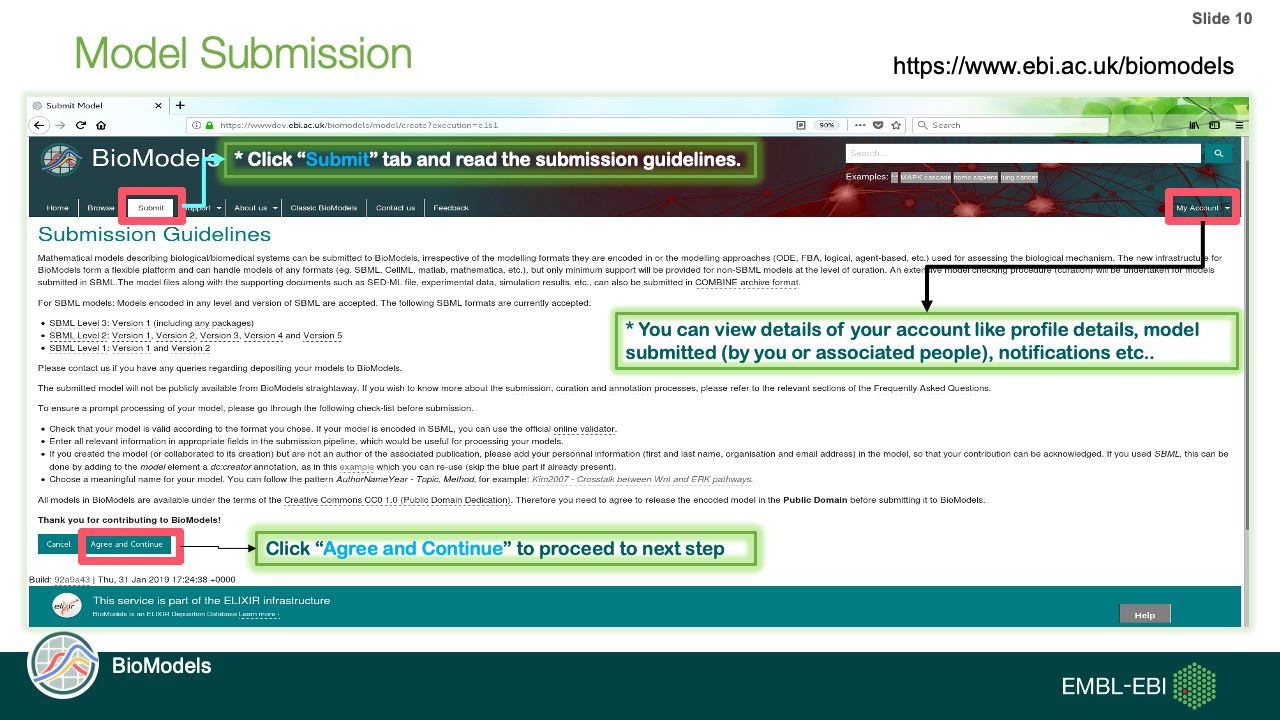 Slide 10
Model Submission
https://www.ebi.ac.uk/biomodels
Submit Model
https://wwwdev.ebi.ac.uk/biomodels/model/create?execution=e1s1
90%
Search
BioModels
* Click “Submit” tab and read the submission guidelines.
Search...
Examples: "" MAPK cascade homo sapiens lung cancer
Home Browse Submit Support About us Classic BioModels Contact us Feedback My Account
Submission Guidelines
Mathematical models describing biological/biomedical systems can be submitted to BioModels, irrespective of the modelling formats they are encoded in or the modelling approaches (ODE, FBA, logical, agent-based, etc.) used for assessing the biological mechanism. The new infrastructure for
BioModels form a flexible platform and can handle models of any formats (eg. SBML, CellML, matlab, mathematica, etc.), but only minimum support will be provided for non-SBML models at the level of curation. An extensive checking procedure (curation) will be undertaken for models
submitted in SBML.The model files along with the supporting documents such as SED-ML file, experimental data, simulation results, etc., can also be submitted in COMBINE archive format.
For SBML models: Models encoded in any level and version of SBML are accepted. The following SBML formats are currently accepted:
• SBML Level 3: Version 1 (including any packages)
• SBML Level 2: Version 1, Version 2, Version 3, Version 4 and Version 5
• SBML Level 1: Version 1 and Version 2
* You can view details of your account like profile details, model
submitted (by you or associated people), notifications etc..
Please contact us if you have any queries regarding depositing your models to BioModels.
The submitted model will not be publicly available from BioModels straightaway. If you wish to know more about the submission, curation and annotation processes, please refer to the relevant sections of the Frequently Asked Questions.
To ensure a prompt processing of your model, please go through the following check-list before submission.
• Check that your model is valid according to the format you chose. If your model is encoded in SBML, you can use the official online validator.
• Enter all relevant information in appropriate fields in the submission pipeline, which would be useful for processing your models.
• If you created the model (or collaborated to its creation) but are not an author of the associated publication, please add your personnal information (first and last name, organisation and email address) in the model, so that your contribution can be acknowledged. If you used SBML, this can be
done by adding to the model element a dc:creator annotation, as in this example which you can re-use (skip the blue part if already present).
• Choose a meaningful name for your model. You can follow the pattern AuthorNameYear - Topic, Method, for example: Kim2007 - Crosstalk between Wnt and ERK pathways.
All models in BioModels are available under the terms of the Creative Commons CC0 1.0 (Public Domain Dedication). Therefore you need to agree to release the encoded model in the Public Domain before submitting it to BioModels.
Thank you for contributing to BioModels!
Cancel Agree and Continue
Click “Agree and Continue” to proceed to next step
Build: 92a9a43 | Thu, 31 Jan 2019 17:24:38 +0000
elixir
This service is part of the ELIXIR infrastructure
BioModels is an ELIXIR Deposition Database Learn more ›
Help
BioModels
EMBL-EBI